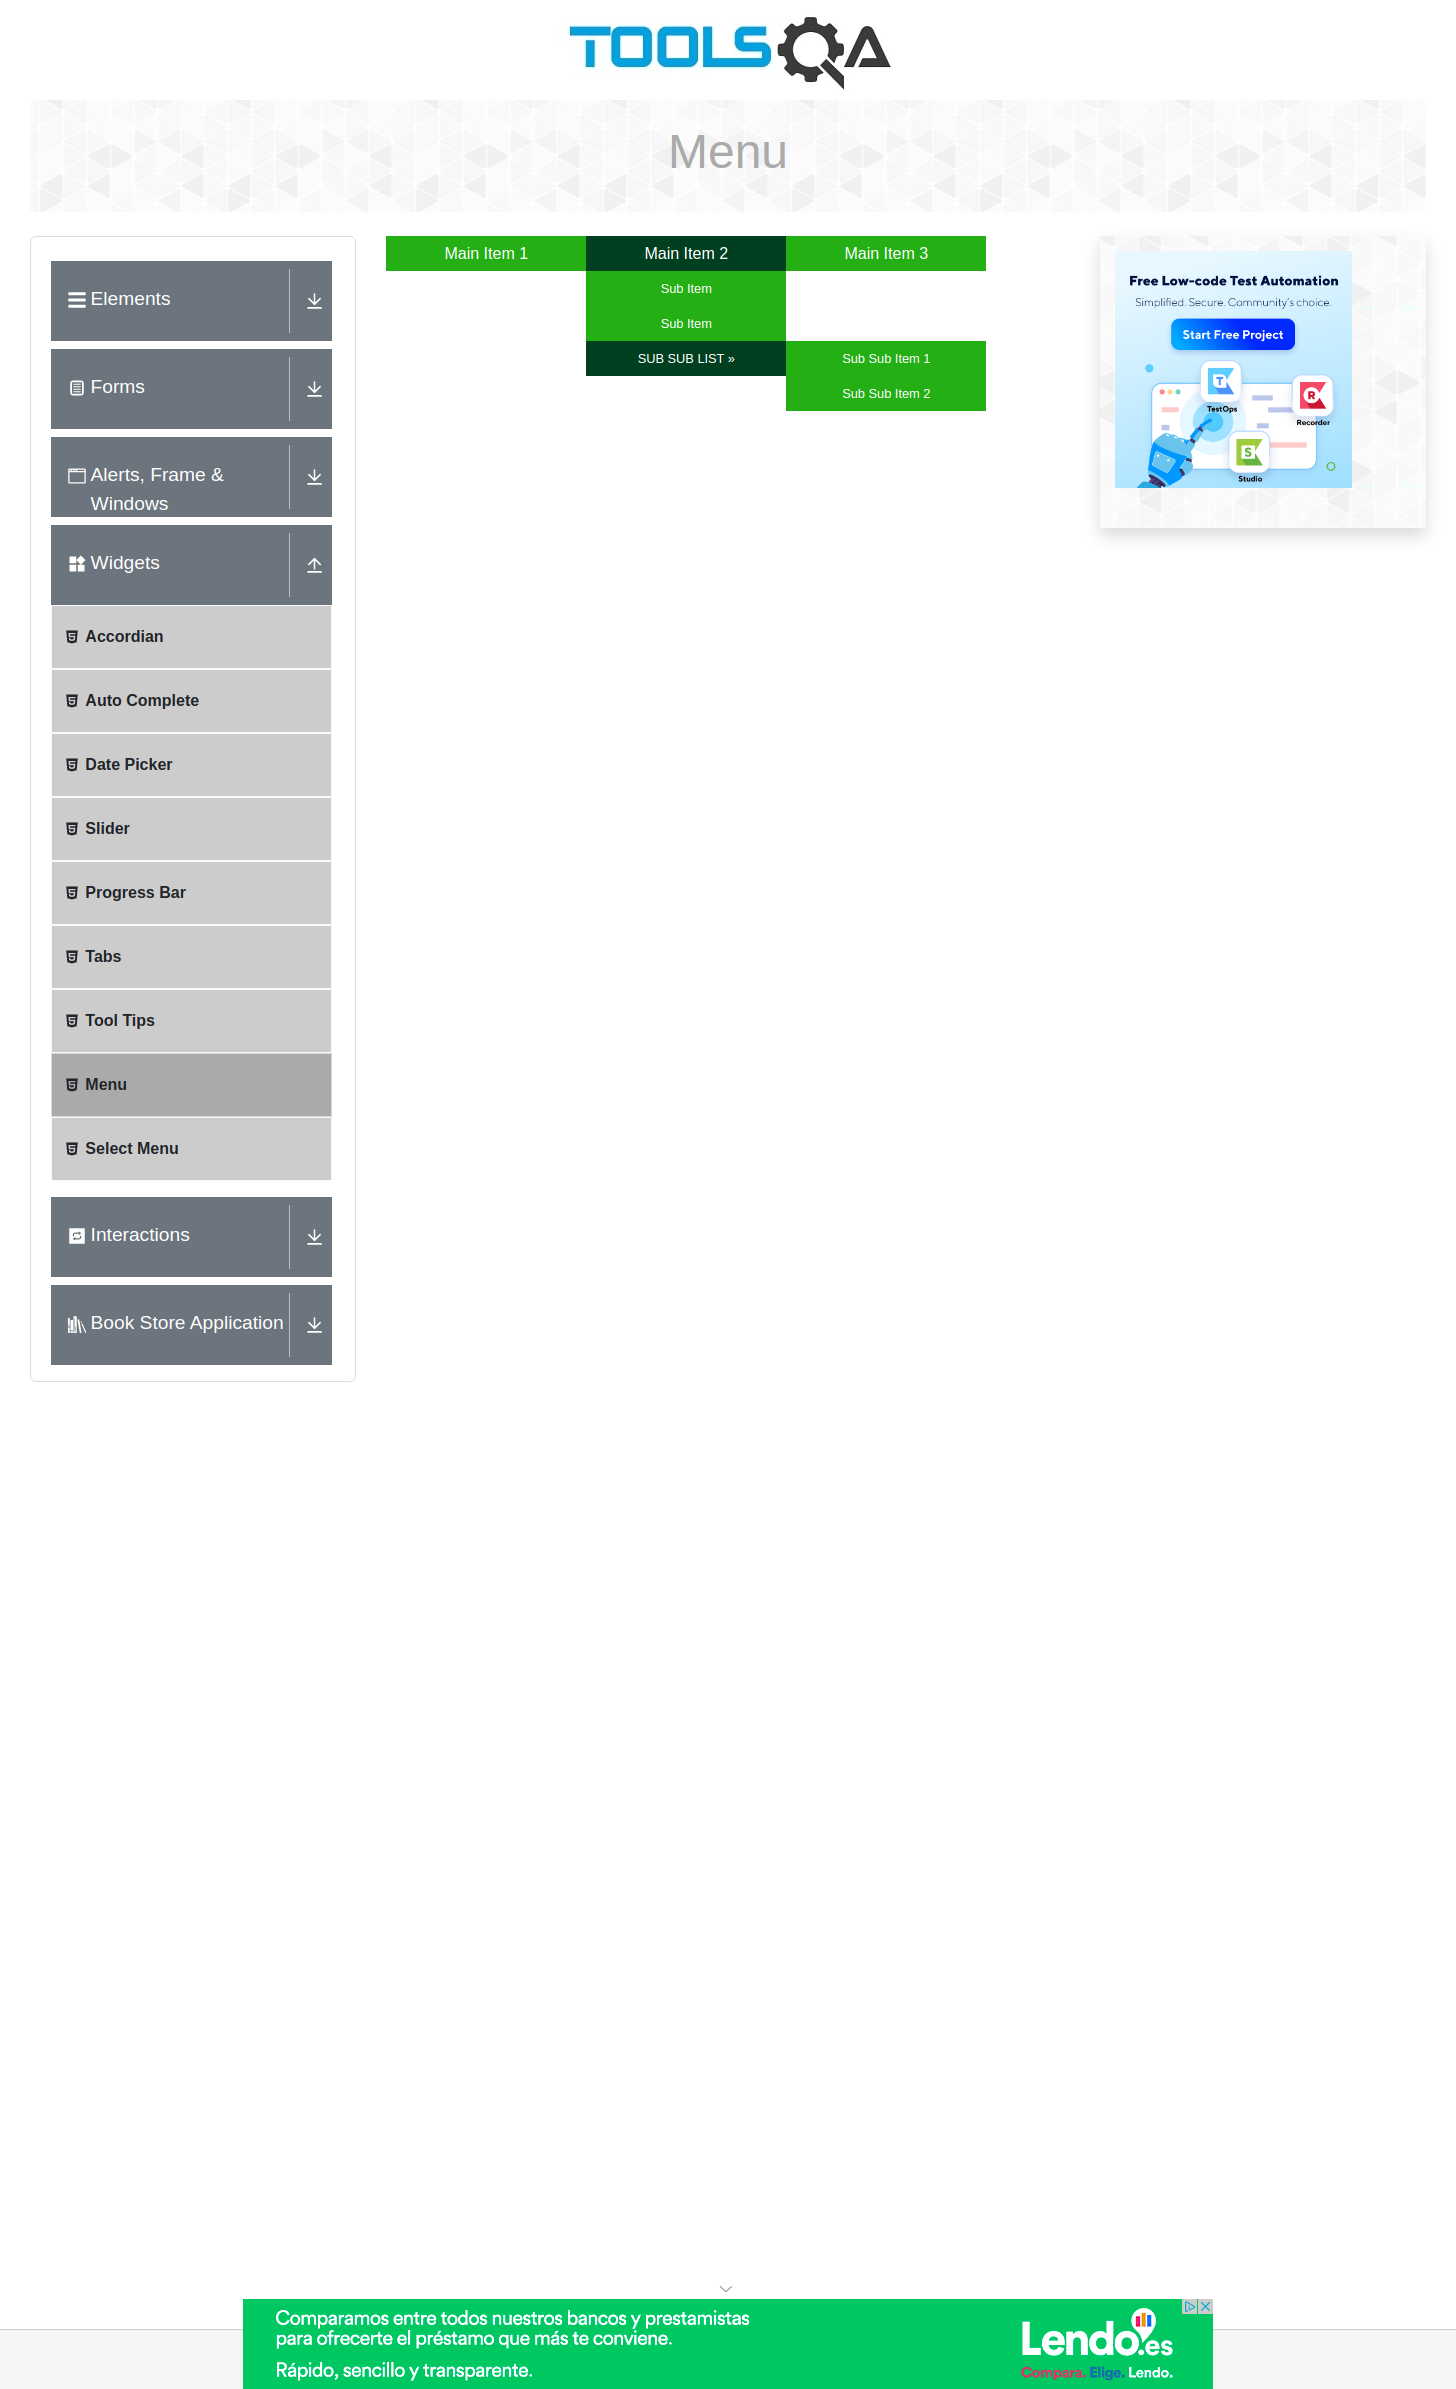 TOOLSQA
Menu
Elements
Forms
Alerts, Frame &
Windows
Widgets
Accordian
Auto Complete
Date Picker
Slider
Progress Bar
Tabs
Tool Tips
Menu
Select Menu
Interactions
Book Store Application
Main Item 1
Main Item 2
Main Item 3
Sub Item
Sub Item
SUB SUB LIST »
Sub Sub Item 1
Sub Sub Item 2
Free Low-code Test Automation
Simplified. Secure. Community's choice.
Start Free Project
T
TestOps
R
Recorder
S
Studio
Comparamos entre todos nuestros bancos y prestamistas
para ofrecerte el préstamo que más te conviene.
Rápido, sencillo y transparente.
Lendo.es
Compara. Elige. Lendo.